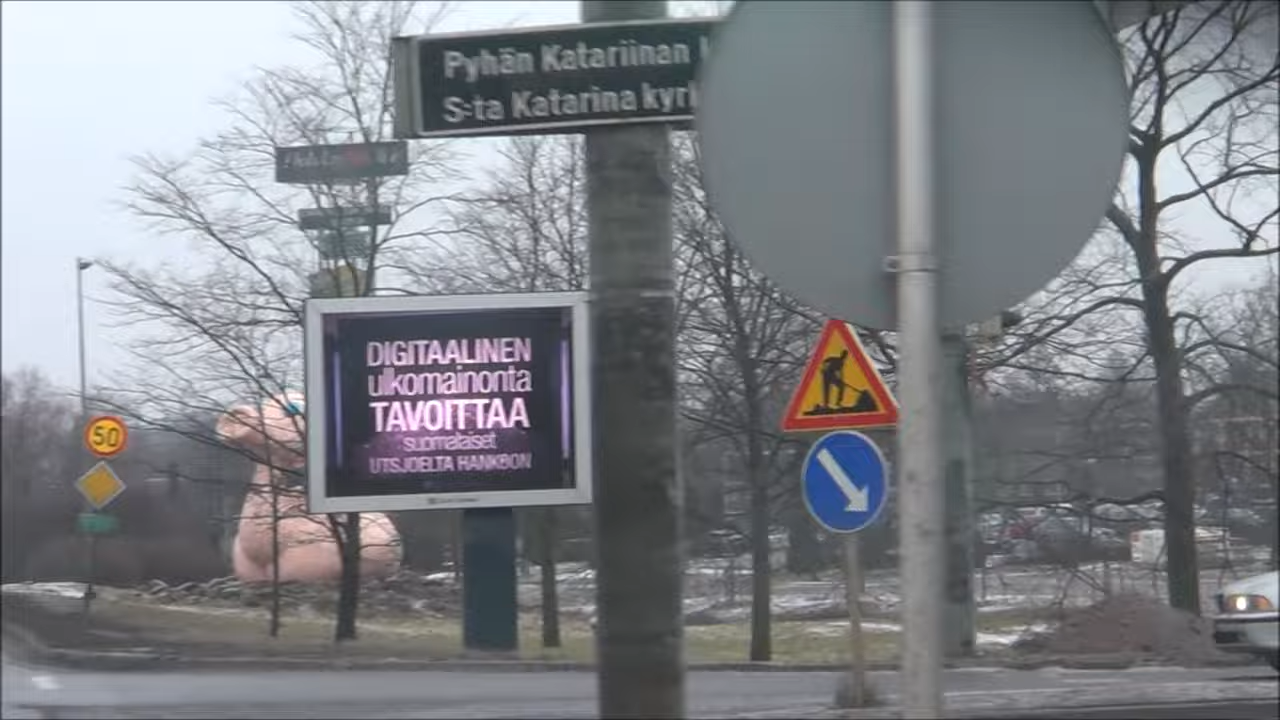 Pyhän Katariinan
S:ta Katarina kyrk
DIGITAALINEN
ulkomainonta
TAVOITTAA
suomalaiset
UTSJOELTA HANKOON
50